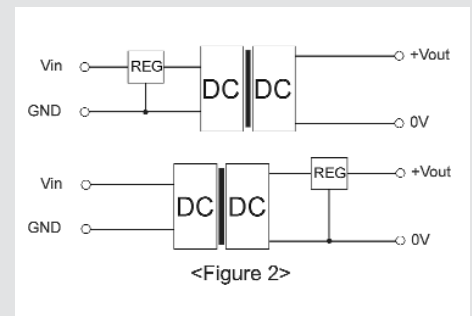 Vin REG DC DC +Vout
GND 0V
Vin DC DC REG +Vout
GND 0V
<Figure 2>